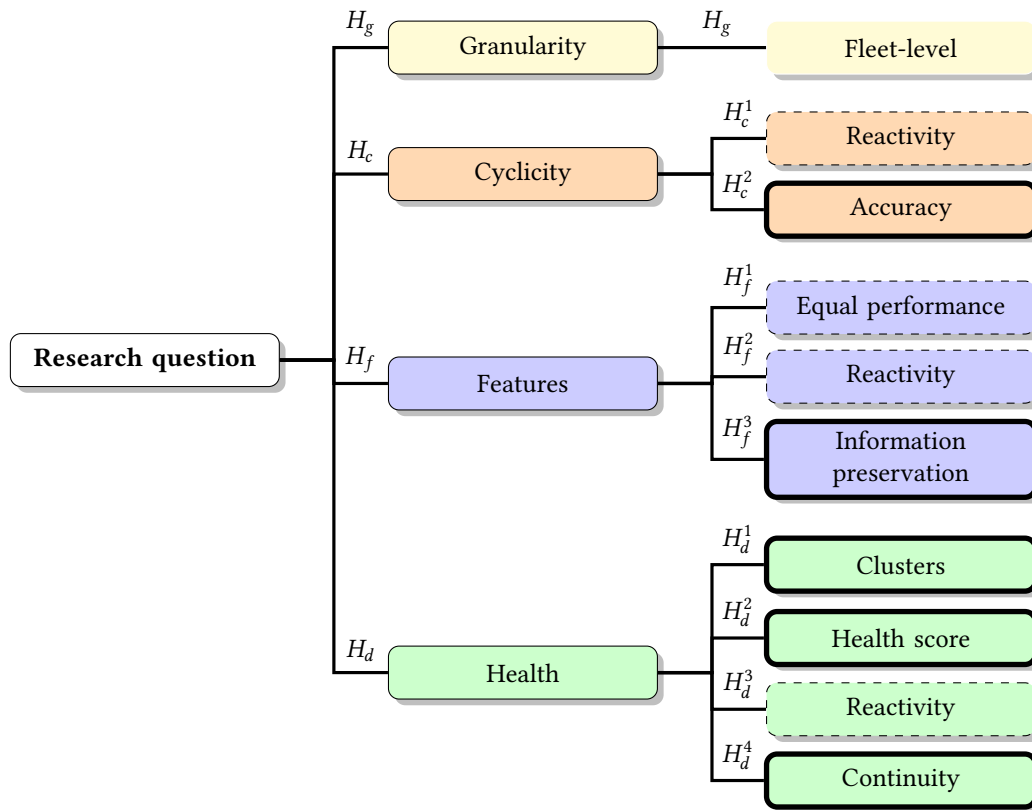 H_g Granularity H_g Fleet-level
H_c^1 Reactivity
H_c Cyclicity
H_c^2 Accuracy
H_f^1 Equal performance
Research question
H_f^2 Reactivity
H_f Features
H_f^3 Information
preservation
H_d^1 Clusters
H_d^2 Health score
H_d Health
H_d^3 Reactivity
H_d^4 Continuity